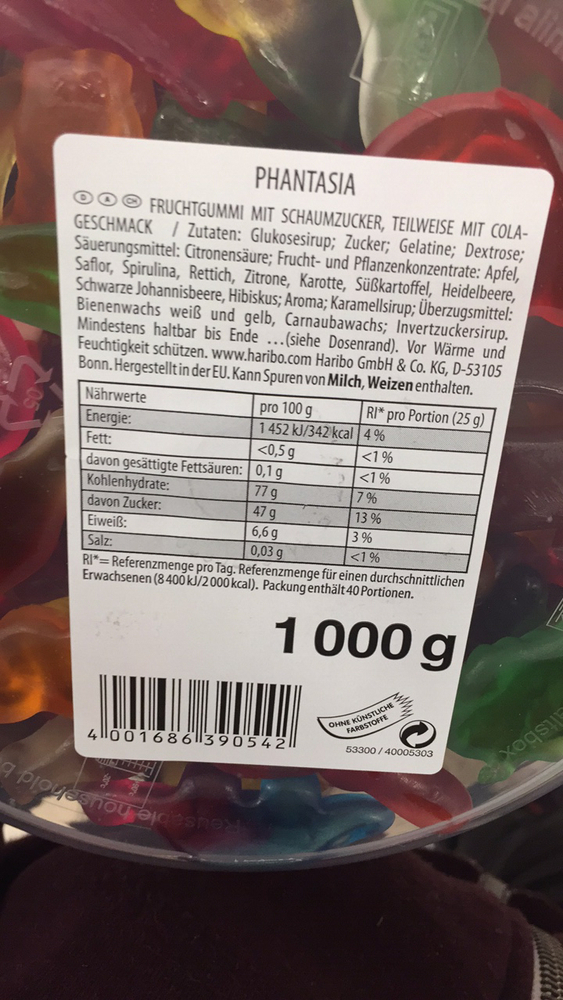 PHANTASIA
D A CH FRUCHTGUMMI MIT SCHAUMZUCKER, TEILWEISE MIT COLA-
GESCHMACK / Zutaten: Glukosesirup; Zucker; Gelatine; Dextrose;
Säuerungsmittel: Citronensäure; Frucht- und Pflanzenkonzentrate: Apfel,
Saflor, Spirulina, Rettich, Zitrone, Karotte, Süßkartoffel, Heidelbeere,
Schwarze Johannisbeere, Hibiskus; Aroma; Karamellsirup; Überzugsmittel:
Bienenwachs weiß und gelb, Carnaubawachs; Invertzuckersirup.
Mindestens haltbar bis Ende ...(siehe Dosenrand). Vor Wärme und
Feuchtigkeit schützen. www.haribo.com Haribo GmbH & Co. KG, D-53105
Bonn. Hergestellt in der EU. Kann Spuren von Milch, Weizen enthalten.
Nährwerte pro 100 g RI* pro Portion (25 g)
Energie: 1 452 kJ/342 kcal 4 %
Fett: <0,5 g <1 %
davon gesättigte Fettsäuren: 0,1 g <1 %
Kohlenhydrate: 77 g 7 %
davon Zucker: 47 g 13 %
Eiweiß: 6,6 g 3 %
Salz: 0,03 g <1 %
RI*= Referenzmenge pro Tag. Referenzmenge für einen durchschnittlichen
Erwachsenen (8 400 kJ/2 000 kcal). Packung enthält 40 Portionen.
1 000 g
4 001686 390542
OHNE KÜNSTLICHE
FARBSTOFFE
53300 / 40005303
Reusable household b